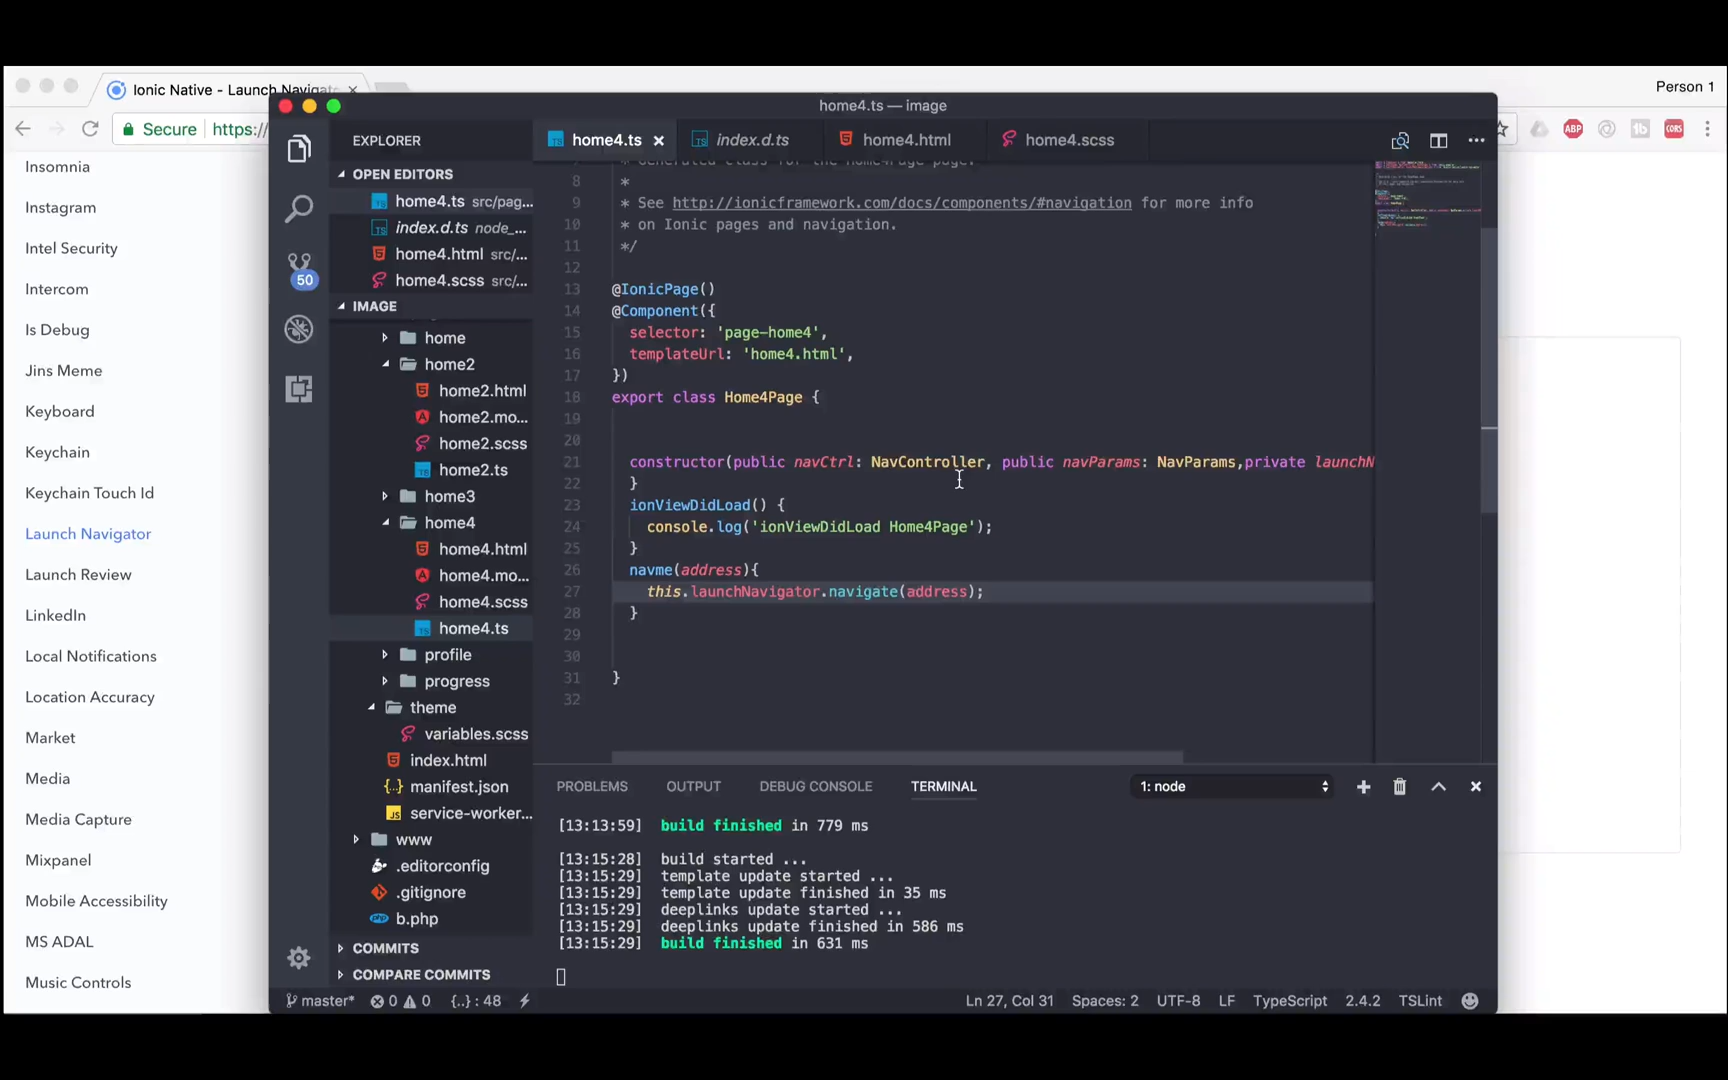 Ionic Native - Launch Navigato
Person 1
Secure
https://
ABP
CORS
Insomnia
Instagram
Intel Security
Intercom
Is Debug
Jins Meme
Keyboard
Keychain
Keychain Touch Id
Launch Navigator
Launch Review
LinkedIn
Local Notifications
Location Accuracy
Market
Media
Media Capture
Mixpanel
Mobile Accessibility
MS ADAL
Music Controls
home4.ts — image
EXPLORER
OPEN EDITORS
home4.ts src/pag...
index.d.ts node_...
home4.html src/...
home4.scss src/...
50
IMAGE
home
home2
home2.html
home2.mo...
home2.scss
home2.ts
home3
home4
home4.html
home4.mo...
home4.scss
home4.ts
profile
progress
theme
variables.scss
index.html
manifest.json
service-worker...
www
.editorconfig
.gitignore
b.php
COMMITS
COMPARE COMMITS
home4.ts
index.d.ts
home4.html
home4.scss
* Generated class for the Home4Page page.
8 *
9 * See http://ionicframework.com/docs/components/#navigation for more info
10 * on Ionic pages and navigation.
11 */
12
13 @IonicPage()
14 @Component({
15 selector: 'page-home4',
16 templateUrl: 'home4.html',
17 })
18 export class Home4Page {
19
20
21 constructor(public navCtrl: NavController, public navParams: NavParams,private launchN
22 }
23 ionViewDidLoad() {
24 console.log('ionViewDidLoad Home4Page');
25 }
26 navme(address){
27 this.launchNavigator.navigate(address);
28 }
29
30
31 }
32
PROBLEMS
OUTPUT
DEBUG CONSOLE
TERMINAL
1: node
[13:13:59] build finished in 779 ms
[13:15:28] build started ...
[13:15:29] template update started ...
[13:15:29] template update finished in 35 ms
[13:15:29] deeplinks update started ...
[13:15:29] deeplinks update finished in 586 ms
[13:15:29] build finished in 631 ms
master* 0 0 {..} : 48
Ln 27, Col 31 Spaces: 2 UTF-8 LF TypeScript 2.4.2 TSLint